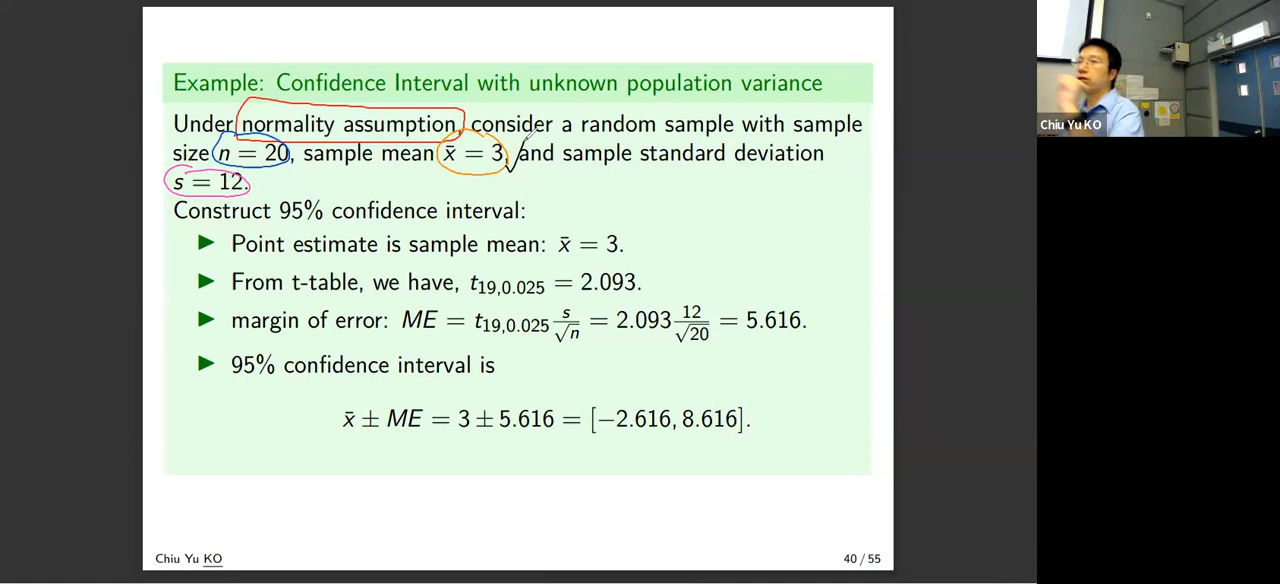 Example: Confidence Interval with unknown population variance
Under normality assumption, consider a random sample with sample
size n = 20, sample mean x̄ = 3, and sample standard deviation
s = 12.
Construct 95% confidence interval:
▶ Point estimate is sample mean: x̄ = 3.
▶ From t-table, we have, t₁₉,₀.₀₂₅ = 2.093.
▶ margin of error: ME = t₁₉,₀.₀₂₅ s/√n = 2.093 12/√20 = 5.616.
▶ 95% confidence interval is
x̄ ± ME = 3 ± 5.616 = [−2.616, 8.616].
Chiu Yu KO
40 / 55
Chiu Yu KO